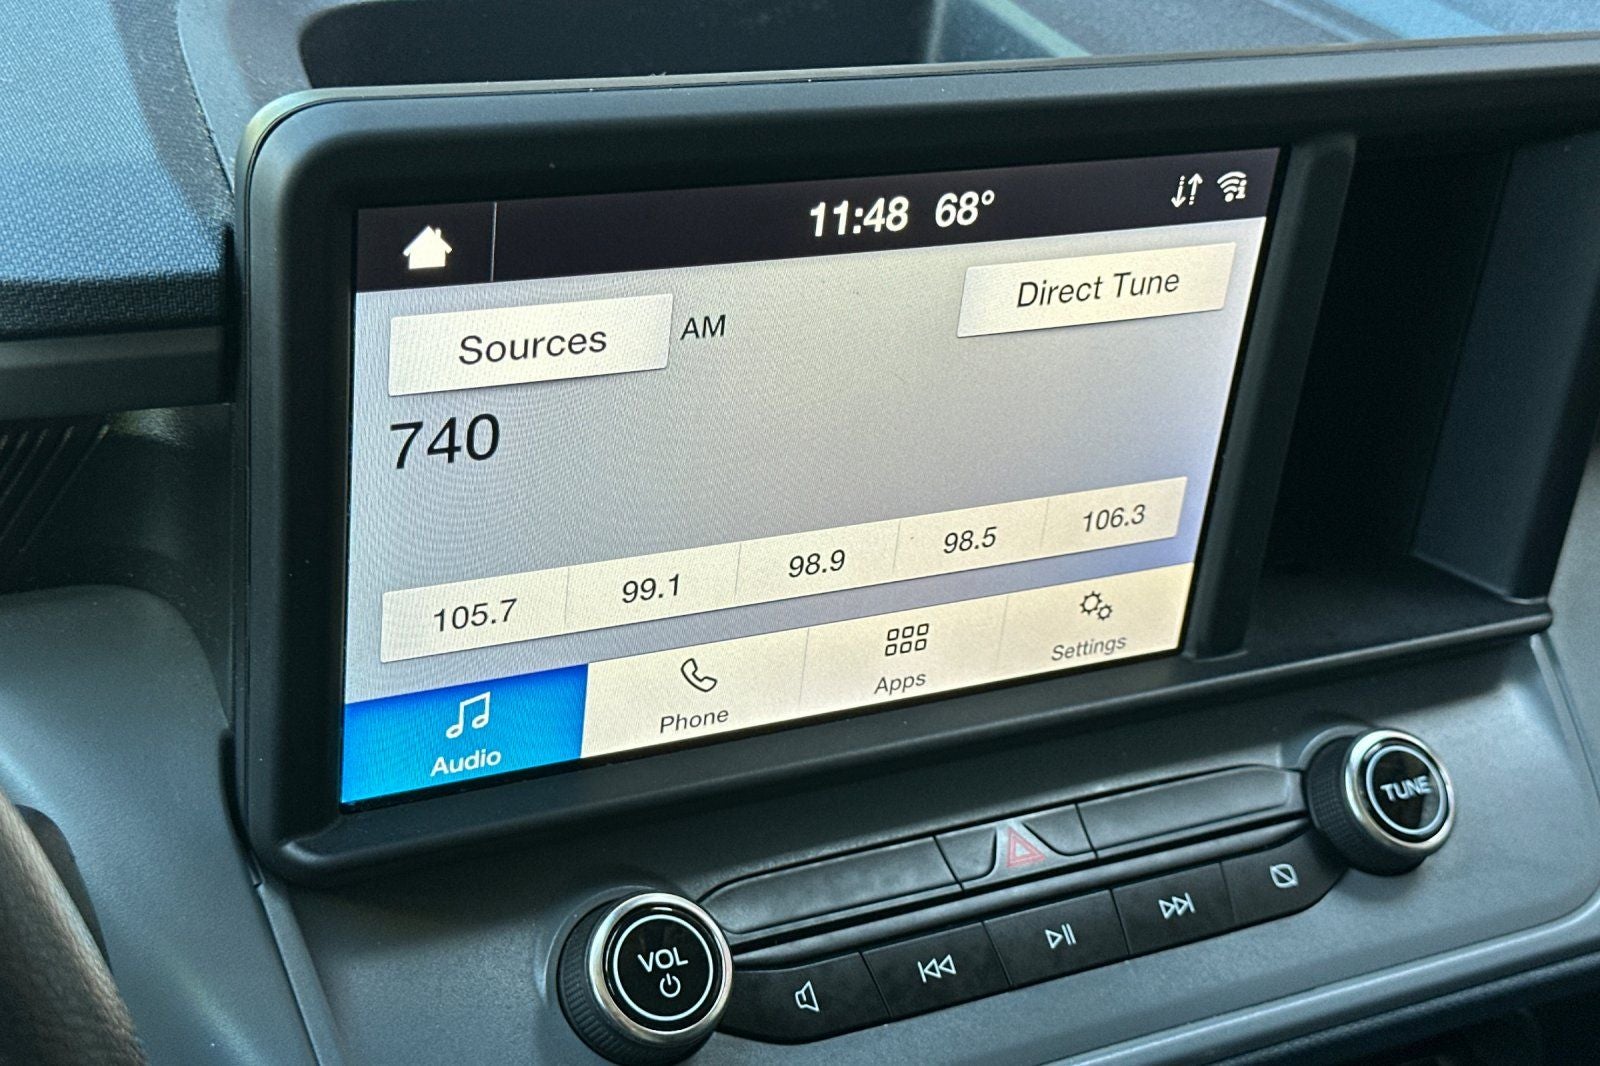 11:48 68°
Sources AM Direct Tune
740
105.7 99.1 98.9 98.5 106.3
Audio Phone Apps Settings
TUNE
VOL